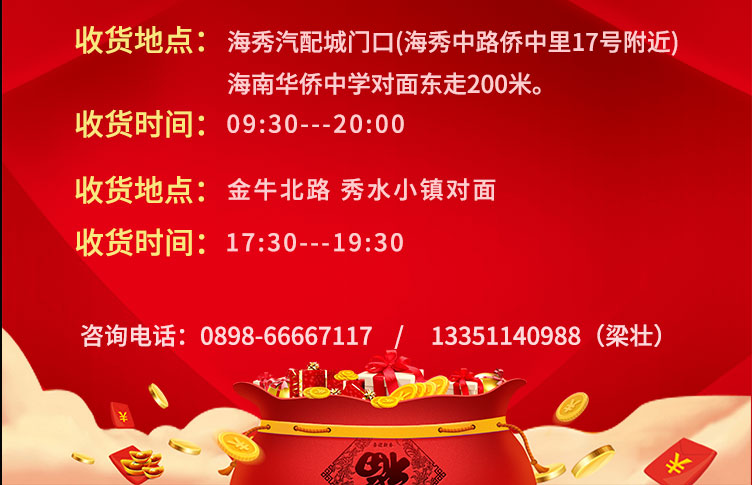 收货地点：海秀汽配城门口(海秀中路侨中里17号附近)
海南华侨中学对面东走200米。
收货时间：09:30---20:00
收货地点：金牛北路 秀水小镇对面
收货时间：17:30---19:30
咨询电话：0898-66667117 / 13351140988（梁壮）
¥
¥
¥
福